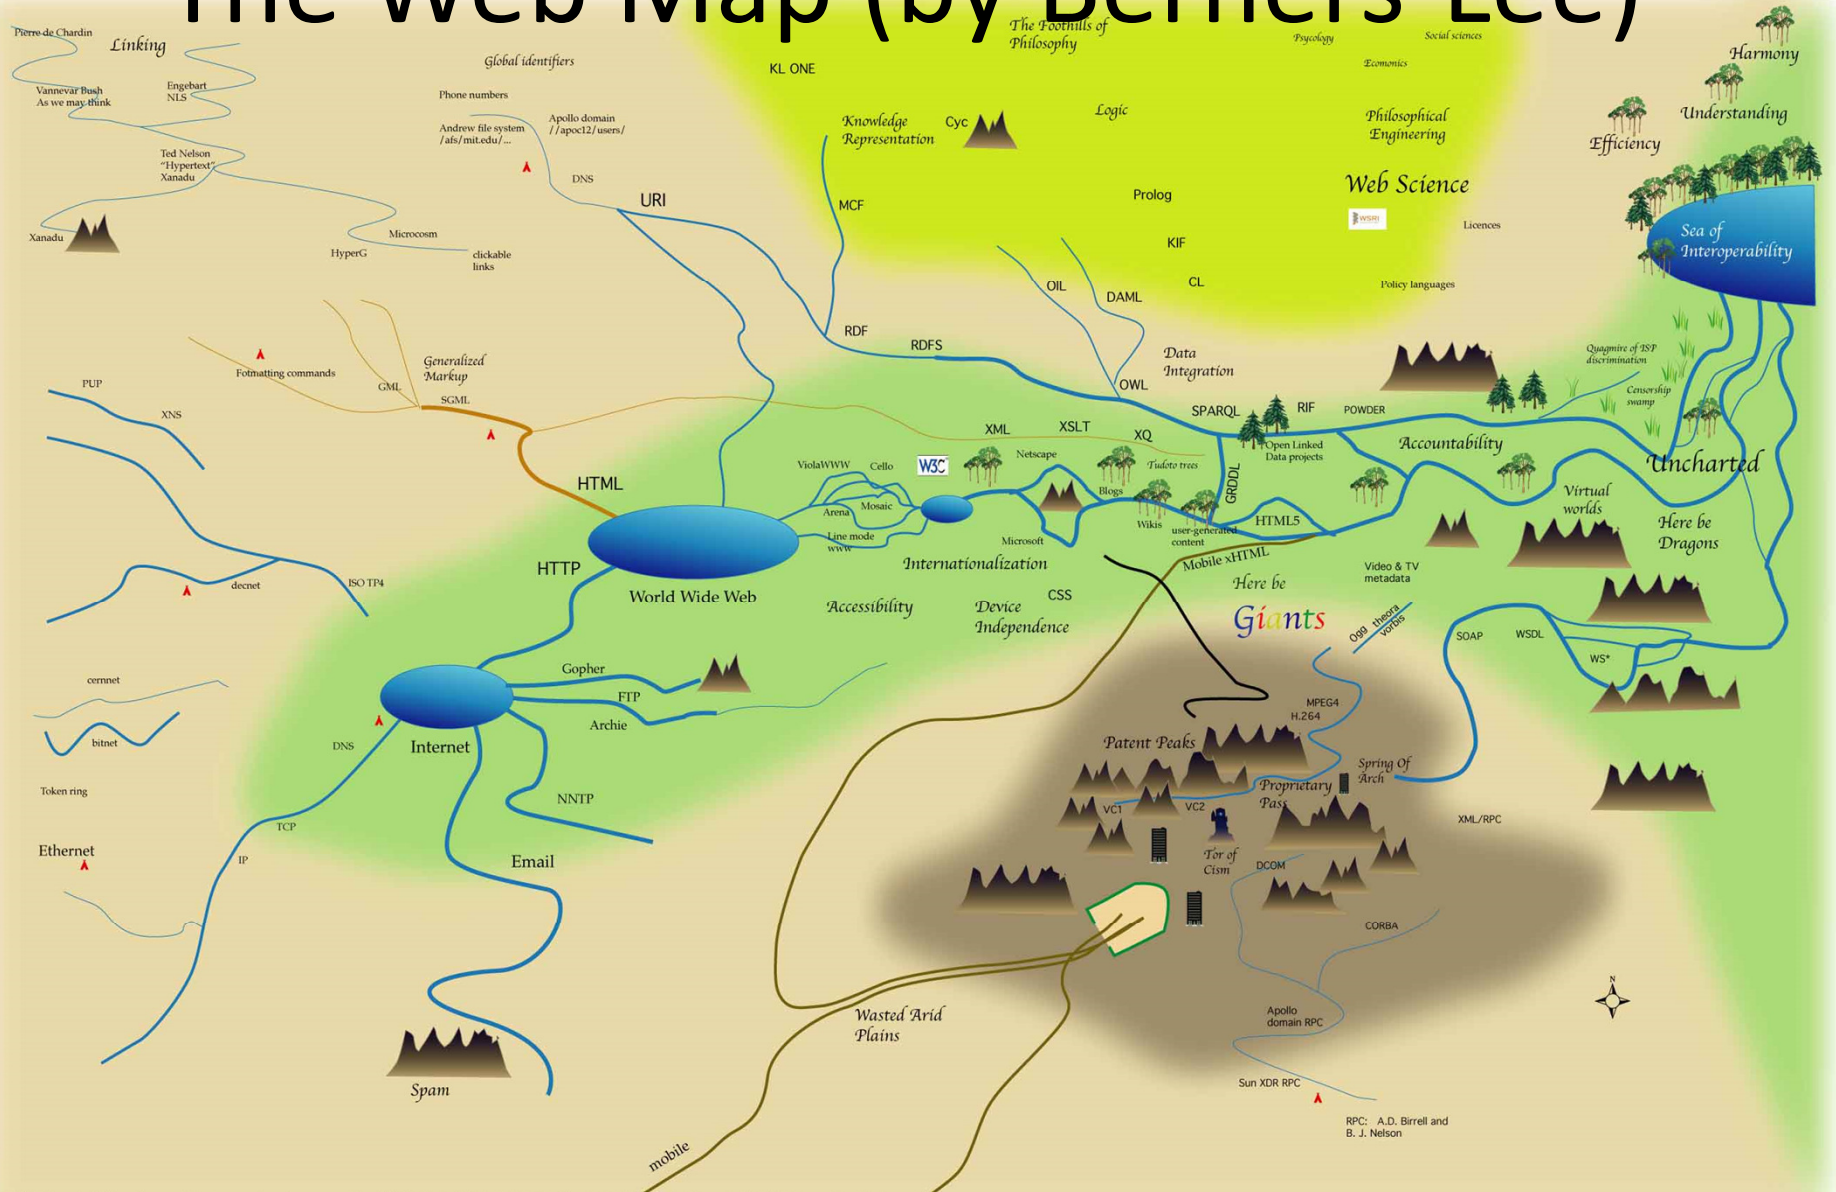 The Web Map (by Berners-Lee)
Pierre de Chardin
Linking
Vannevar Bush
As we may think
Engebart
NLS
Ted Nelson
"Hypertext"
Xanadu
Xanadu
Microcosm
HyperG
clickable
links
Global identifiers
Phone numbers
Andrew file system
/afs/mit.edu/...
Apollo domain
//apoc12/users/
DNS
URI
The Foothills of
Philosophy
KL ONE
Knowledge
Representation
Cyc
Logic
MCF
Prolog
KIF
CL
Psycology
Social sciences
Ecomonics
Philosophical
Engineering
Web Science
WSRI
Licences
Policy languages
Harmony
Understanding
Efficiency
Sea of
Interoperability
OIL
DAML
RDF
RDFS
OWL
Data
Integration
SPARQL
RIF
POWDER
Quagmire of ISP
discrimination
Censorship
swamp
Fotmatting commands
GML
Generalized
Markup
SGML
PUP
XNS
HTML
XML
XSLT
XQ
ViolaWWW
Cello
W3C
Netscape
Tudoto trees
Open Linked
Data projects
Accountability
Uncharted
Arena
Mosaic
Line mode
www
Blogs
Wikis
user-generated
content
GRDDL
HTML5
Microsoft
Virtual
worlds
Here be
Dragons
Internationalization
Mobile xHTML
HTTP
World Wide Web
Accessibility
Device
Independence
CSS
Here be
Giants
Video & TV
metadata
Ogg theora
vorbis
SOAP
WSDL
WS*
decnet
ISO TP4
cernnet
bitnet
Gopher
FTP
Archie
DNS
Internet
NNTP
Token ring
TCP
Ethernet
IP
Email
Spam
MPEG4
H.264
Patent Peaks
Spring Of
Arch
Proprietary
Pass
VC1
VC2
XML/RPC
Tor of
Cism
DCOM
CORBA
Wasted Arid
Plains
Apollo
domain RPC
N
Sun XDR RPC
RPC: A.D. Birrell and
B. J. Nelson
mobile